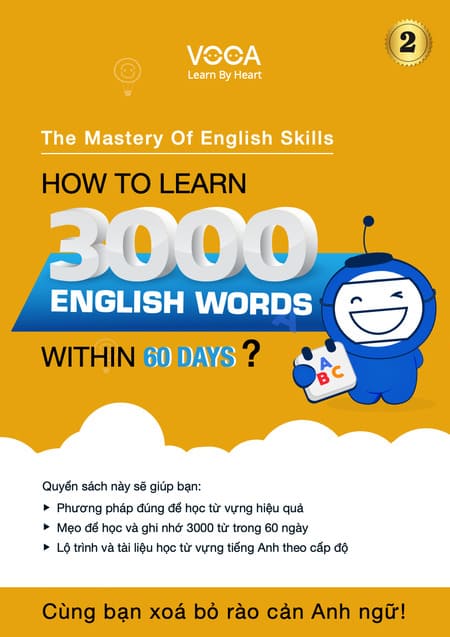 VOCA
Learn By Heart
2
The Mastery Of English Skills
HOW TO LEARN
3000
ENGLISH WORDS
WITHIN 60 DAYS ?
A
B C
Quyển sách này sẽ giúp bạn:
Phương pháp đúng để học từ vựng hiệu quả
Mẹo để học và ghi nhớ 3000 từ trong 60 ngày
Lộ trình và tài liệu học từ vựng tiếng Anh theo cấp độ
Cùng bạn xoá bỏ rào cản Anh ngữ!